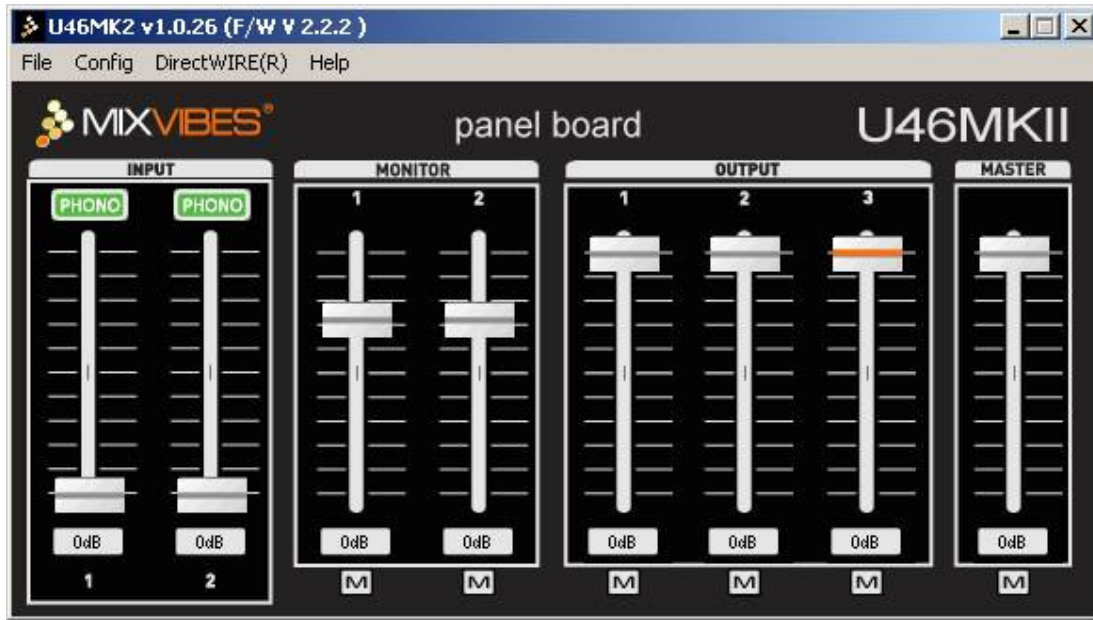 U46MK2 v1.0.26 (F/W V 2.2.2 )
File Config DirectWIRE(R) Help
MIXVIBES® panel board U46MKII
INPUT MONITOR OUTPUT MASTER
PHONO PHONO 1 2 1 2 3
0dB 0dB 0dB 0dB 0dB 0dB 0dB 0dB
1 2 M M M M M M